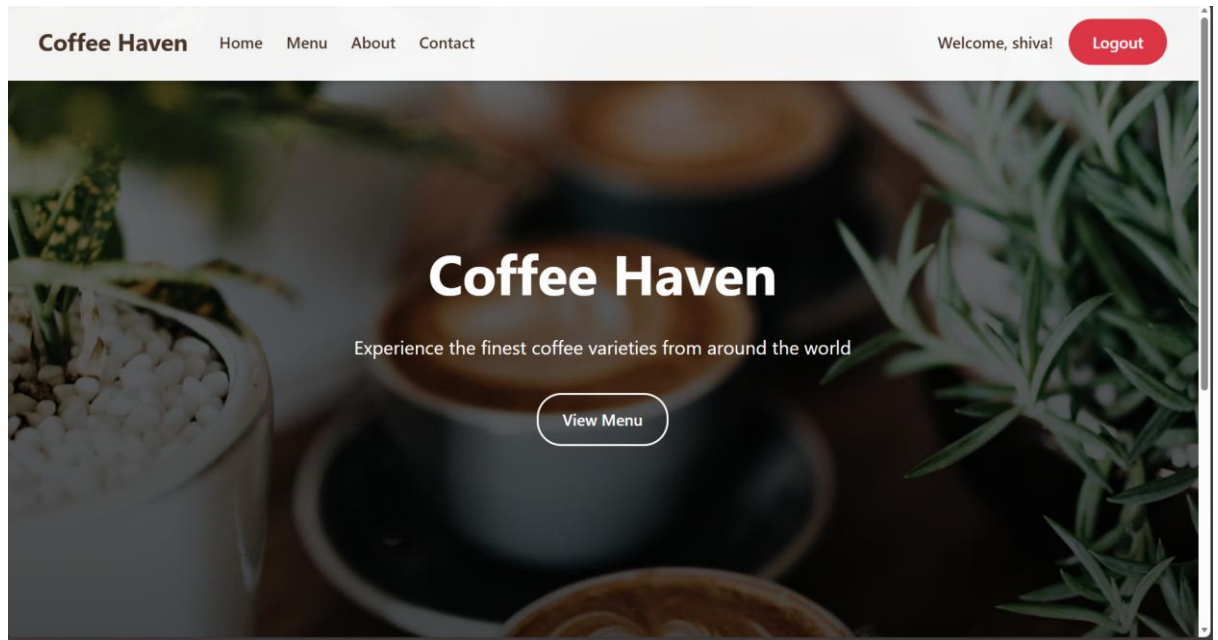 Coffee Haven Home Menu About Contact Welcome, shiva! Logout
Coffee Haven
Experience the finest coffee varieties from around the world
View Menu